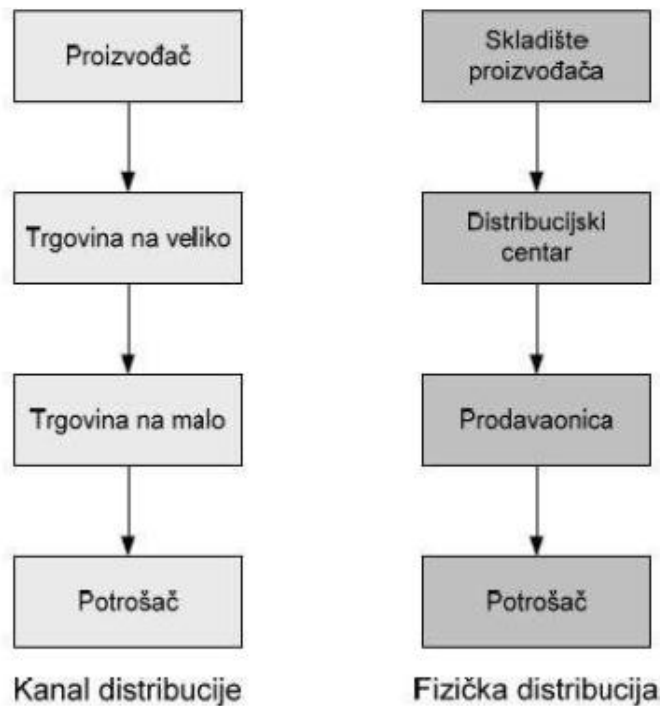 Proizvođač
Trgovina na veliko
Trgovina na malo
Potrošač
Kanal distribucije
Skladište
proizvođača
Distribucijski
centar
Prodavaonica
Potrošač
Fizička distribucija